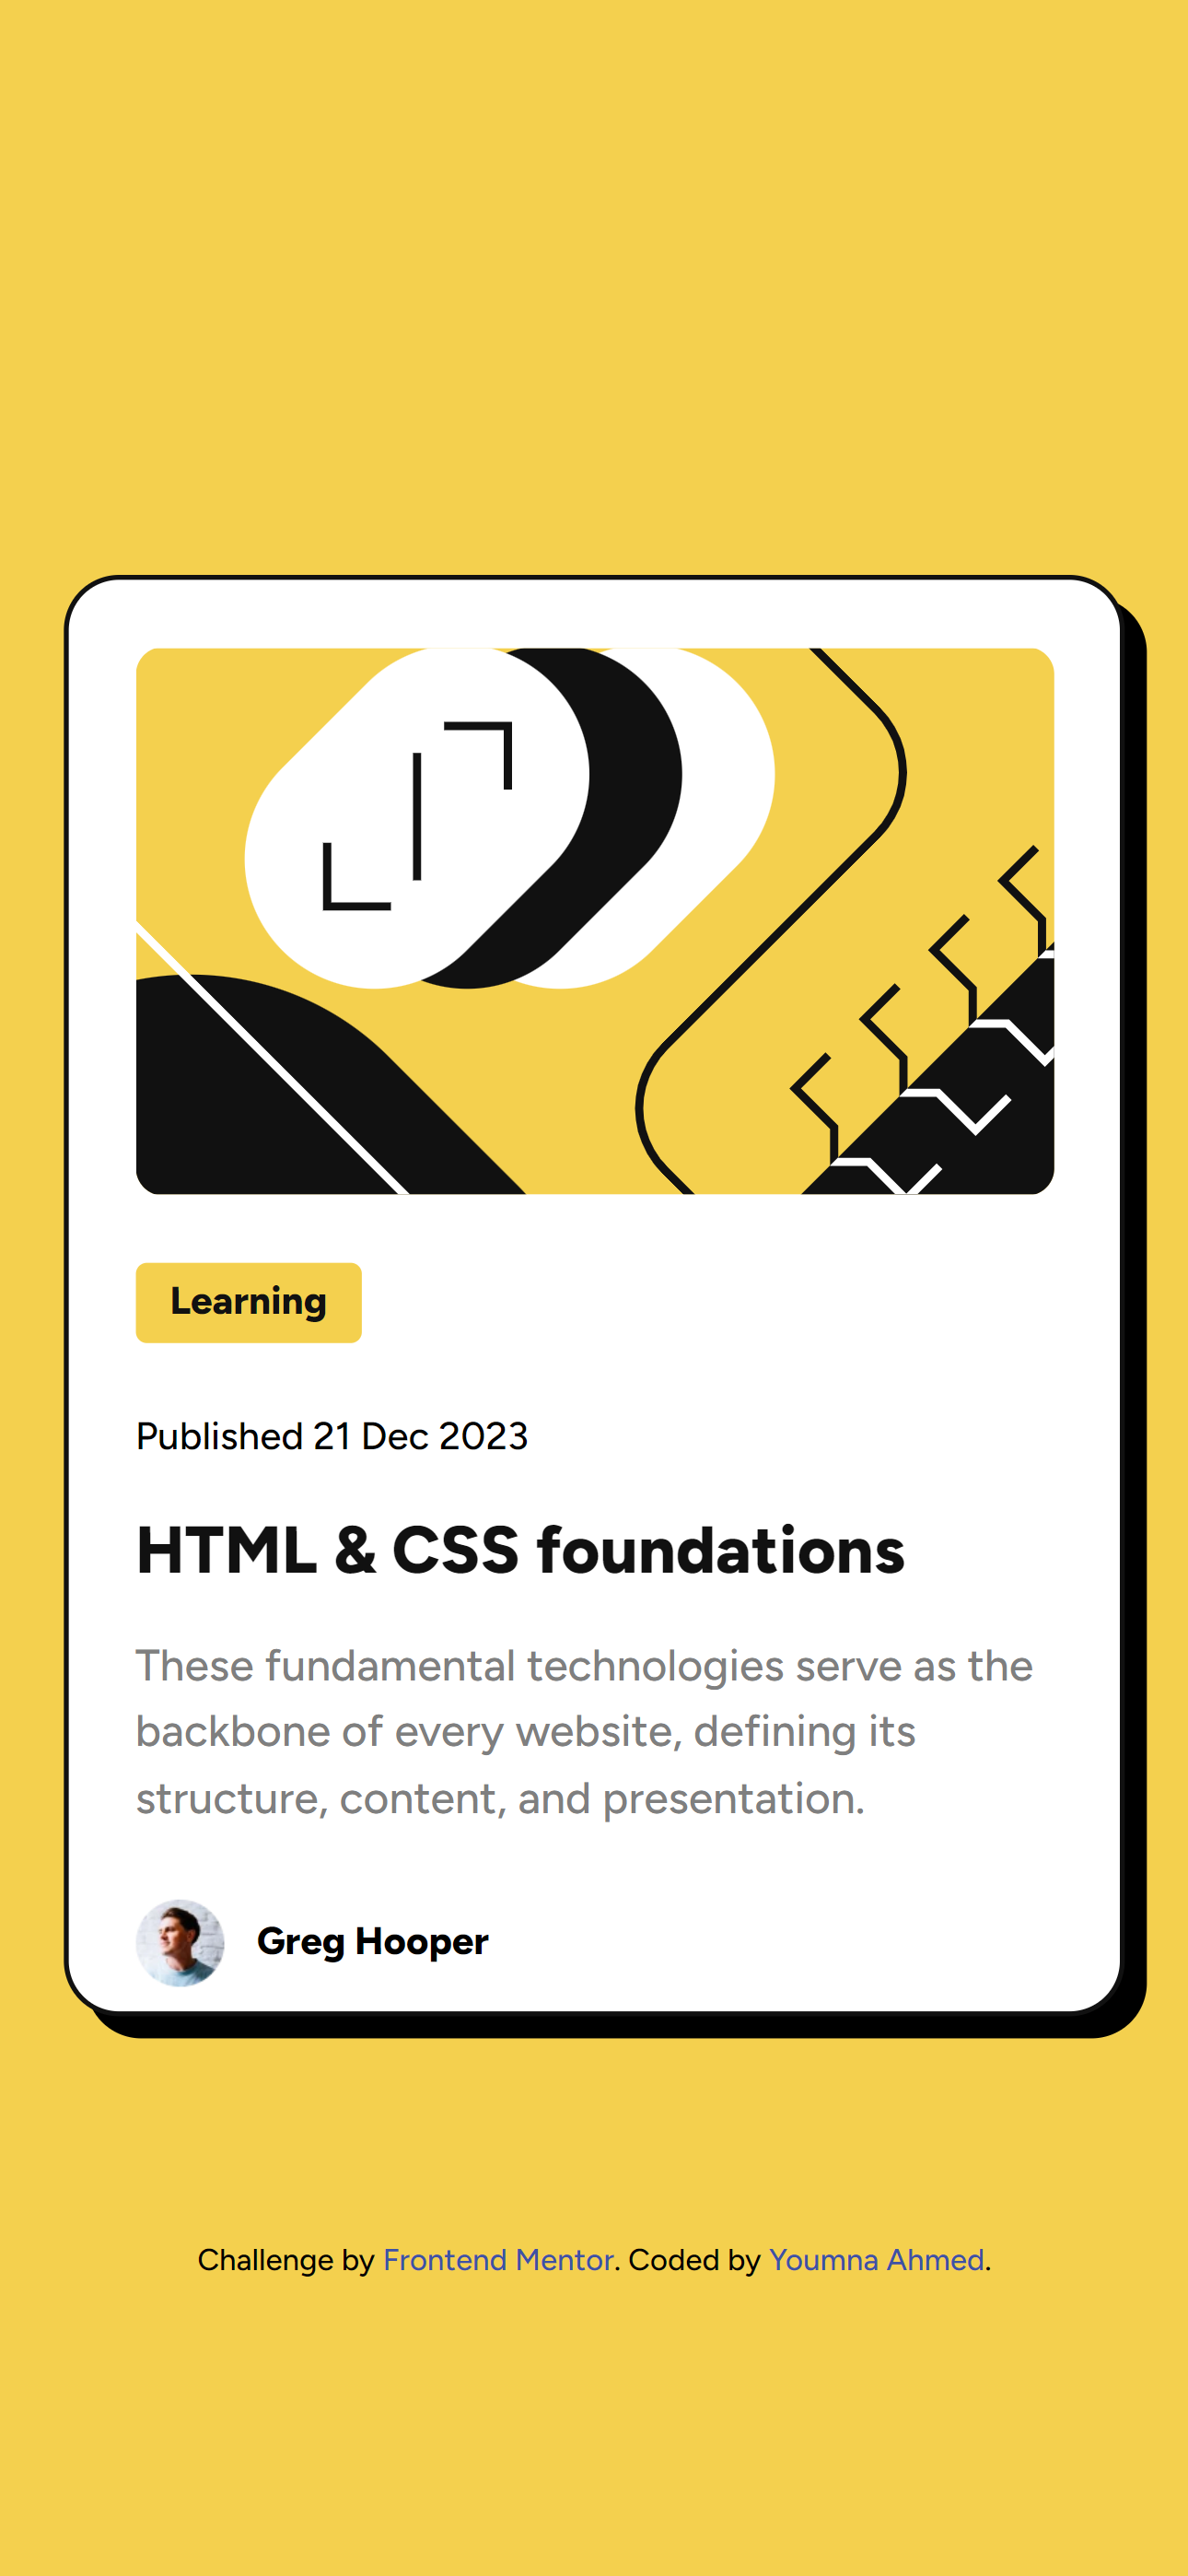 Learning
Published 21 Dec 2023
HTML & CSS foundations
These fundamental technologies serve as the
backbone of every website, defining its
structure, content, and presentation.
Greg Hooper
Challenge by Frontend Mentor. Coded by Youmna Ahmed.